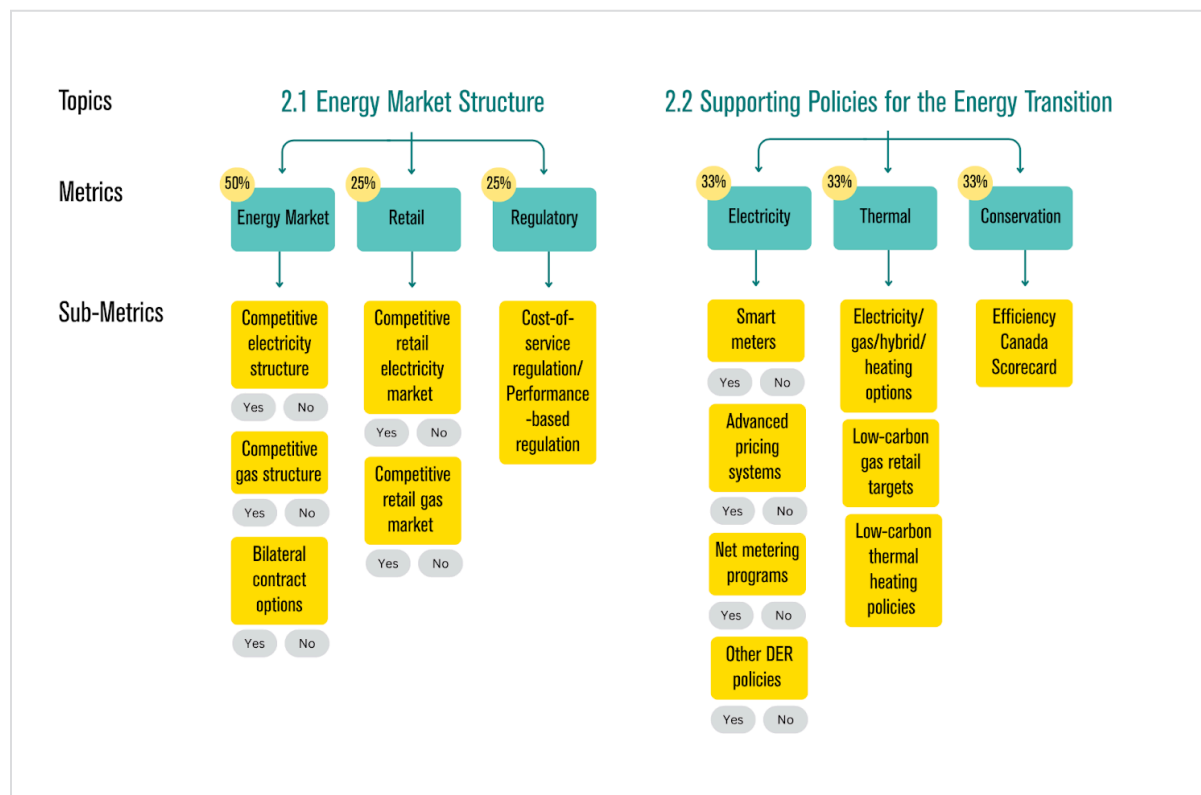 Topics
2.1 Energy Market Structure
2.2 Supporting Policies for the Energy Transition
Metrics
50%
Energy Market
25%
Retail
25%
Regulatory
33%
Electricity
33%
Thermal
33%
Conservation
Sub-Metrics
Competitive
electricity
structure
Yes No
Competitive
gas structure
Yes No
Bilateral
contract
options
Yes No
Competitive
retail
electricity
market
Yes No
Competitive
retail gas
market
Yes No
Cost-of-
service
regulation/
Performance
-based
regulation
Smart
meters
Yes No
Advanced
pricing
systems
Yes No
Net metering
programs
Yes No
Other DER
policies
Yes No
Electricity/
gas/hybrid/
heating
options
Low-carbon
gas retail
targets
Low-carbon
thermal
heating
policies
Efficiency
Canada
Scorecard